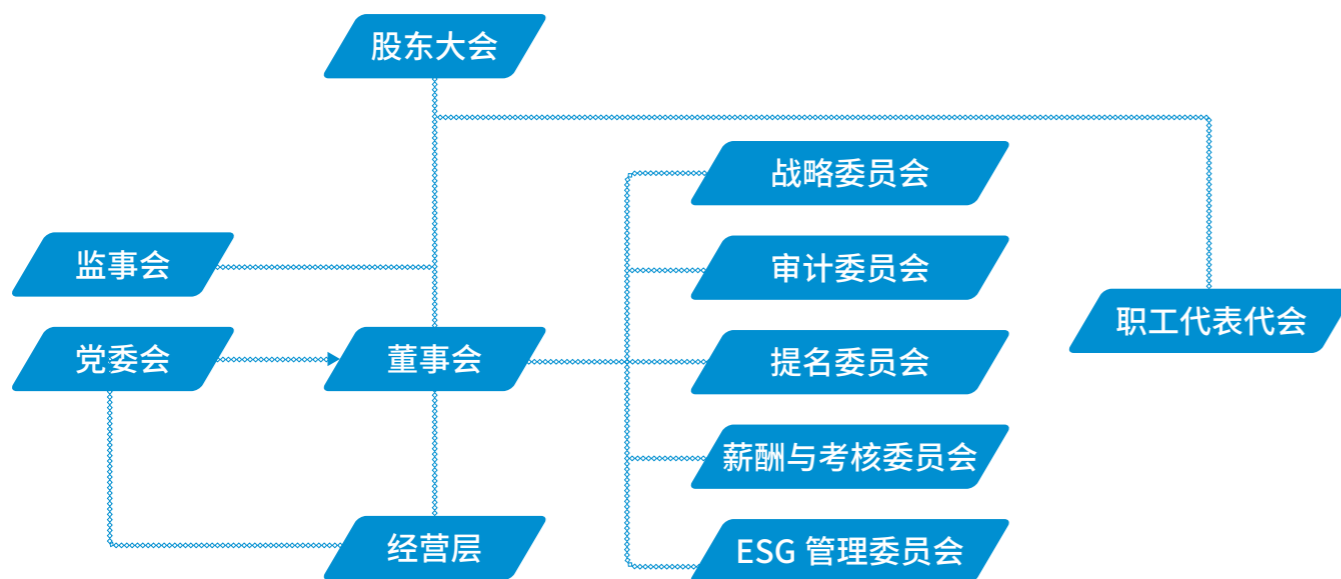 股东大会
战略委员会
监事会
审计委员会
职工代表代会
党委会
董事会
提名委员会
薪酬与考核委员会
经营层
ESG 管理委员会